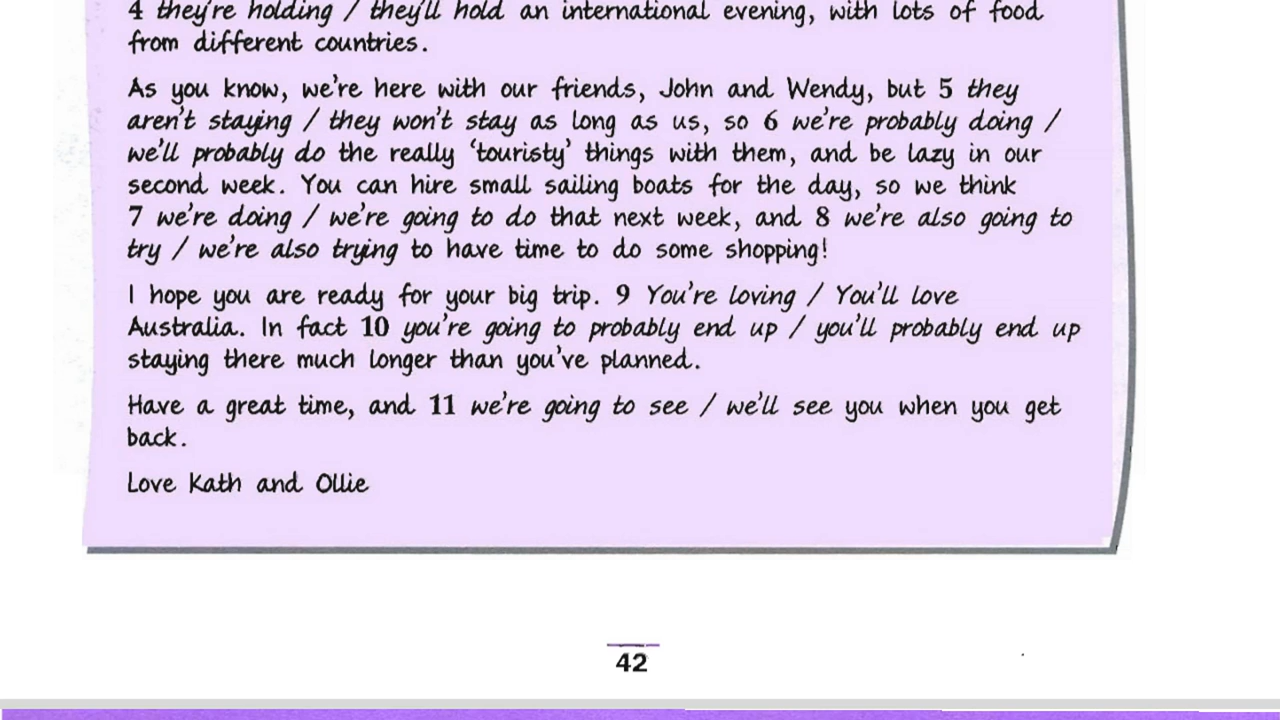 4 they're holding / they'll hold an international evening, with lots of food
from different countries.
As you know, we're here with our friends, John and Wendy, but 5 they
aren't staying / they won't stay as long as us, so 6 we're probably doing /
we'll probably do the really 'touristy' things with them, and be lazy in our
second week. You can hire small sailing boats for the day, so we think
7 we're doing / we're going to do that next week, and 8 we're also going to
try / we're also trying to have time to do some shopping!
I hope you are ready for your big trip. 9 You're loving / You'll love
Australia. In fact 10 you're going to probably end up / you'll probably end up
staying there much longer than you've planned.
Have a great time, and 11 we're going to see / we'll see you when you get
back.
Love Kath and Ollie
42